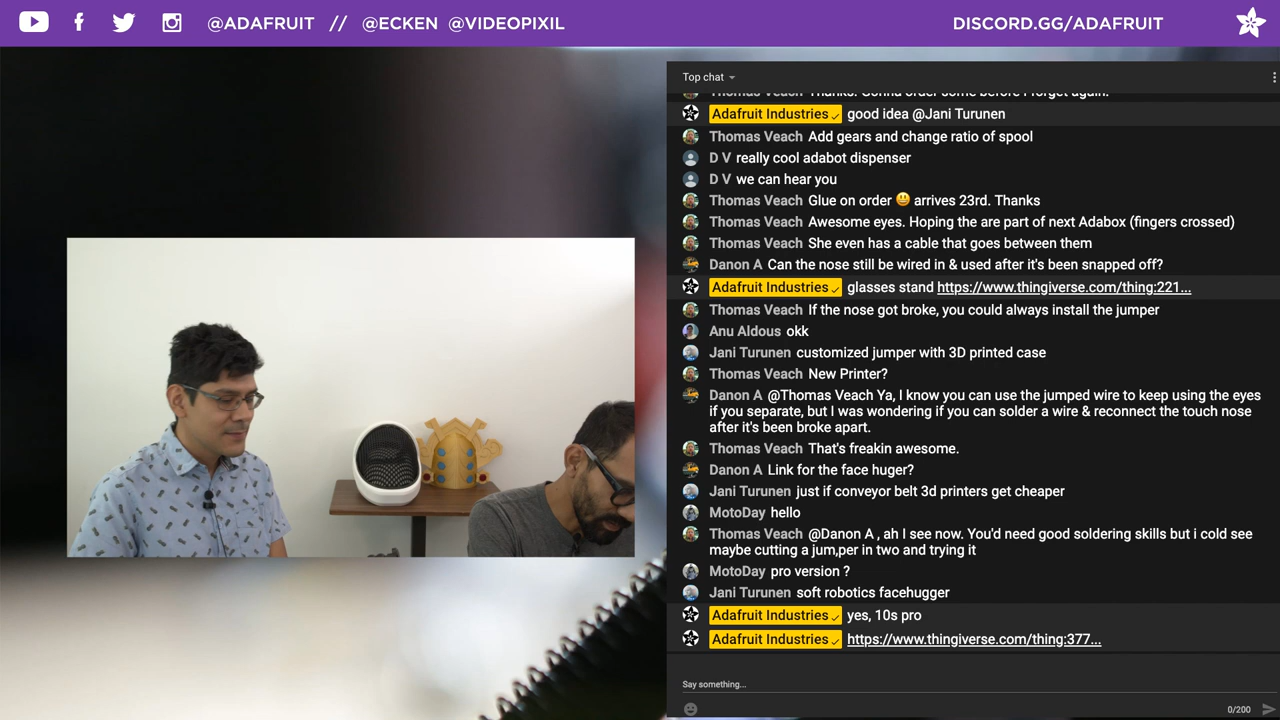 @ADAFRUIT // @ECKEN @VIDEOPIXIL DISCORD.GG/ADAFRUIT
Top chat
Thomas Veach Thanks. Gonna order some before I forget again.
Adafruit Industries good idea @Jani Turunen
Thomas Veach Add gears and change ratio of spool
D V really cool adabot dispenser
D V we can hear you
Thomas Veach Glue on order 😃 arrives 23rd. Thanks
Thomas Veach Awesome eyes. Hoping the are part of next Adabox (fingers crossed)
Thomas Veach She even has a cable that goes between them
Danon A Can the nose still be wired in & used after it's been snapped off?
Adafruit Industries glasses stand https://www.thingiverse.com/thing:221...
Thomas Veach If the nose got broke, you could always install the jumper
Anu Aldous okk
Jani Turunen customized jumper with 3D printed case
Thomas Veach New Printer?
Danon A @Thomas Veach Ya, I know you can use the jumped wire to keep using the eyes
if you separate, but I was wondering if you can solder a wire & reconnect the touch nose
after it's been broke apart.
Thomas Veach That's freakin awesome.
Danon A Link for the face huger?
Jani Turunen just if conveyor belt 3d printers get cheaper
MotoDay hello
Thomas Veach @Danon A , ah I see now. You'd need good soldering skills but i cold see
maybe cutting a jum,per in two and trying it
MotoDay pro version ?
Jani Turunen soft robotics facehugger
Adafruit Industries yes, 10s pro
Adafruit Industries https://www.thingiverse.com/thing:377...
Say something...
0/200